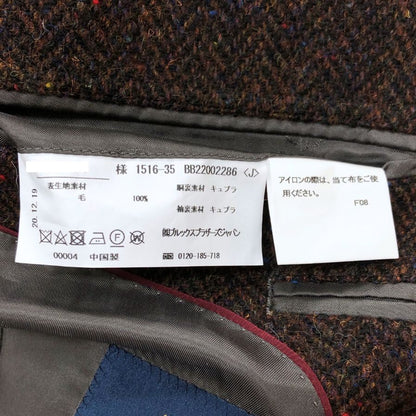 様 1516-35 BB22002286 <J>
表生地素材
毛 100%
胴裏素材 キュプラ
袖裏素材 キュプラ
20.12.19
㈱ブルックスブラザーズジャパン
00004 中国製
0120-185-718
アイロンの際は、当て布をご使
用ください。
F08